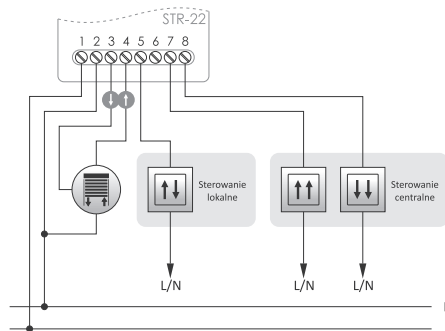 STR-22
1 2 3 4 5 6 7 8
Sterowanie
lokalne
Sterowanie
centralne
L/N L/N L/N